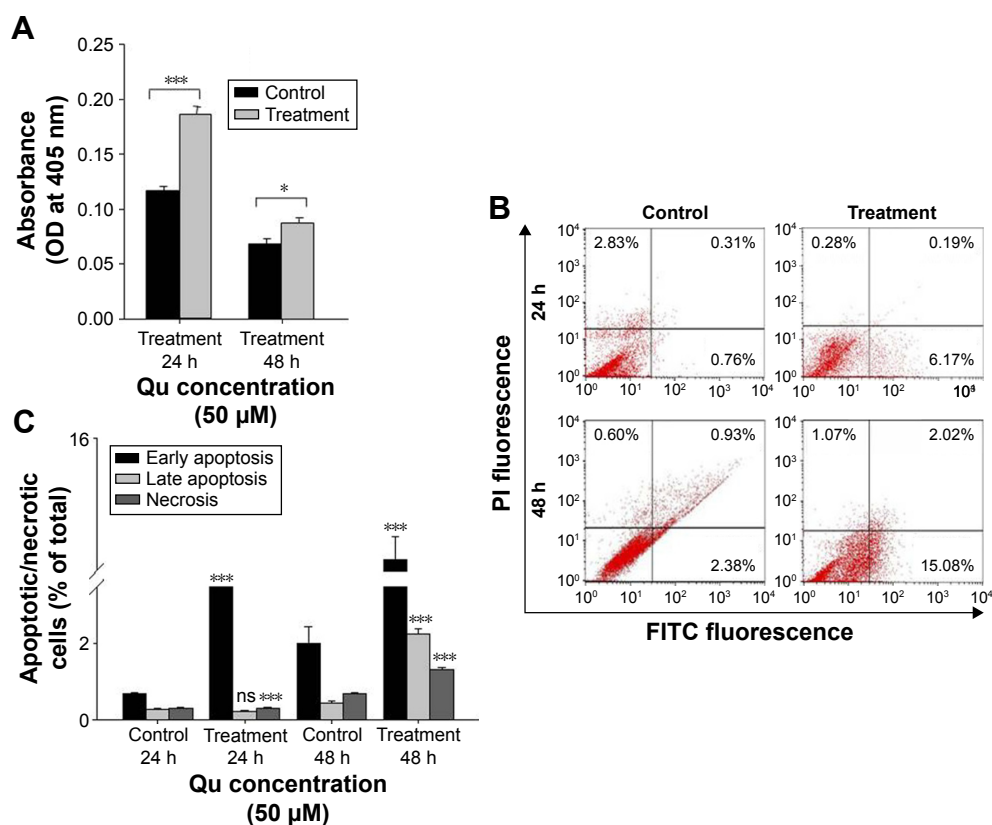 A
0.25
0.20
0.15
0.10
0.05
0.00
Absorbance
(OD at 405 nm)
***
*
Control
Treatment
Treatment
24 h
Treatment
48 h
Qu concentration
(50 µM)
B
Control
Treatment
24 h
48 h
PI fluorescence
FITC fluorescence
10⁴
10³
10²
10¹
10⁰
2.83%
0.31%
0.76%
10⁰
10¹
10²
10³
10⁴
10⁴
10³
10²
10¹
10⁰
0.28%
0.19%
6.17%
10⁰
10¹
10²
10⁴
10⁴
10³
10²
10¹
10⁰
0.60%
0.93%
2.38%
10⁰
10¹
10²
10³
10⁴
10⁴
10³
10²
10¹
10⁰
1.07%
2.02%
15.08%
10⁰
10¹
10²
10³
10⁴
C
16
2
0
Apoptotic/necrotic
cells (% of total)
Early apoptosis
Late apoptosis
Necrosis
***
ns
***
***
***
***
Control
24 h
Treatment
24 h
Control
48 h
Treatment
48 h
Qu concentration
(50 µM)